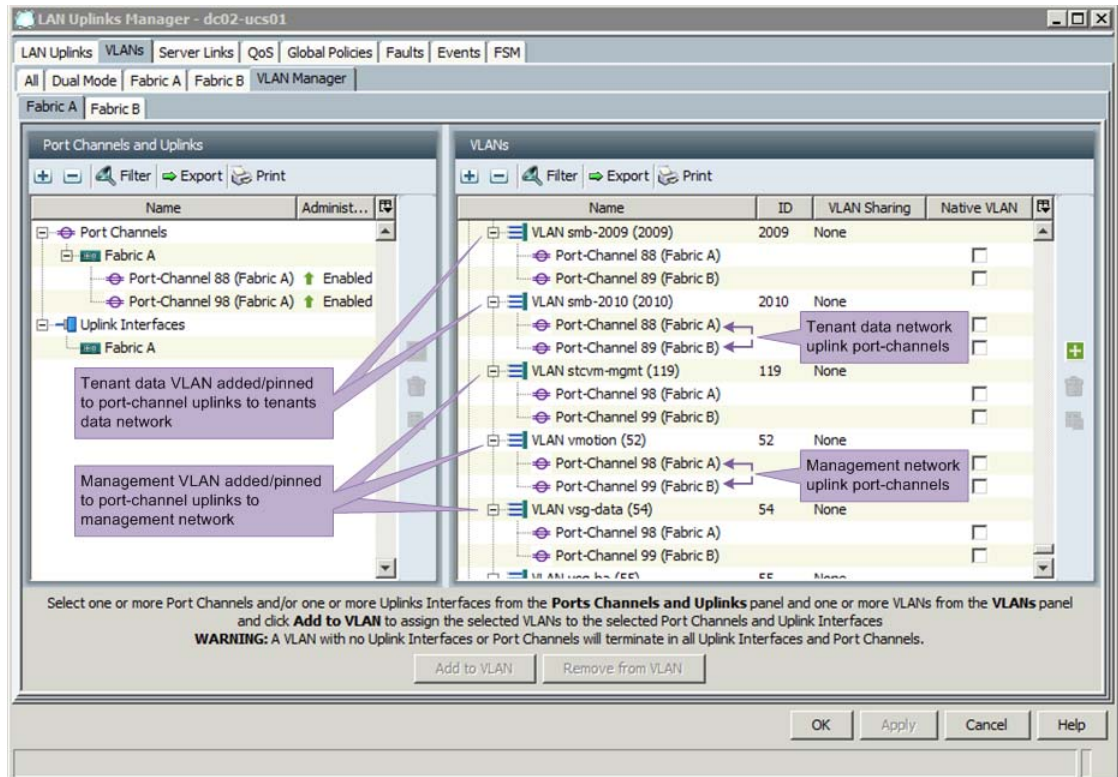 LAN Uplinks Manager - dc02-ucs01
LAN Uplinks VLANs Server Links QoS Global Policies Faults Events FSM
All Dual Mode Fabric A Fabric B VLAN Manager
Fabric A Fabric B
Port Channels and Uplinks
Filter Export Print
Name Administ...
Port Channels
Fabric A
Port-Channel 88 (Fabric A) Enabled
Port-Channel 98 (Fabric A) Enabled
Uplink Interfaces
Fabric A
Tenant data VLAN added/pinned
to port-channel uplinks to tenants
data network
Management VLAN added/pinned
to port-channel uplinks to
management network
VLANs
Filter Export Print
Name ID VLAN Sharing Native VLAN
VLAN smb-2009 (2009) 2009 None
Port-Channel 88 (Fabric A)
Port-Channel 89 (Fabric B)
VLAN smb-2010 (2010) 2010 None
Port-Channel 88 (Fabric A)
Port-Channel 89 (Fabric B)
Tenant data network
uplink port-channels
VLAN stcvm-mgmt (119) 119 None
Port-Channel 98 (Fabric A)
Port-Channel 99 (Fabric B)
VLAN vmotion (52) 52 None
Port-Channel 98 (Fabric A)
Port-Channel 99 (Fabric B)
Management network
uplink port-channels
VLAN vsg-data (54) 54 None
Port-Channel 98 (Fabric A)
Port-Channel 99 (Fabric B)
VLAN vsg-ha (55) 55 None
Select one or more Port Channels and/or one or more Uplinks Interfaces from the Ports Channels and Uplinks panel and one or more VLANs from the VLANs panel
and click Add to VLAN to assign the selected VLANs to the selected Port Channels and Uplink Interfaces
WARNING: A VLAN with no Uplink Interfaces or Port Channels will terminate in all Uplink Interfaces and Port Channels.
Add to VLAN Remove from VLAN
OK Apply Cancel Help